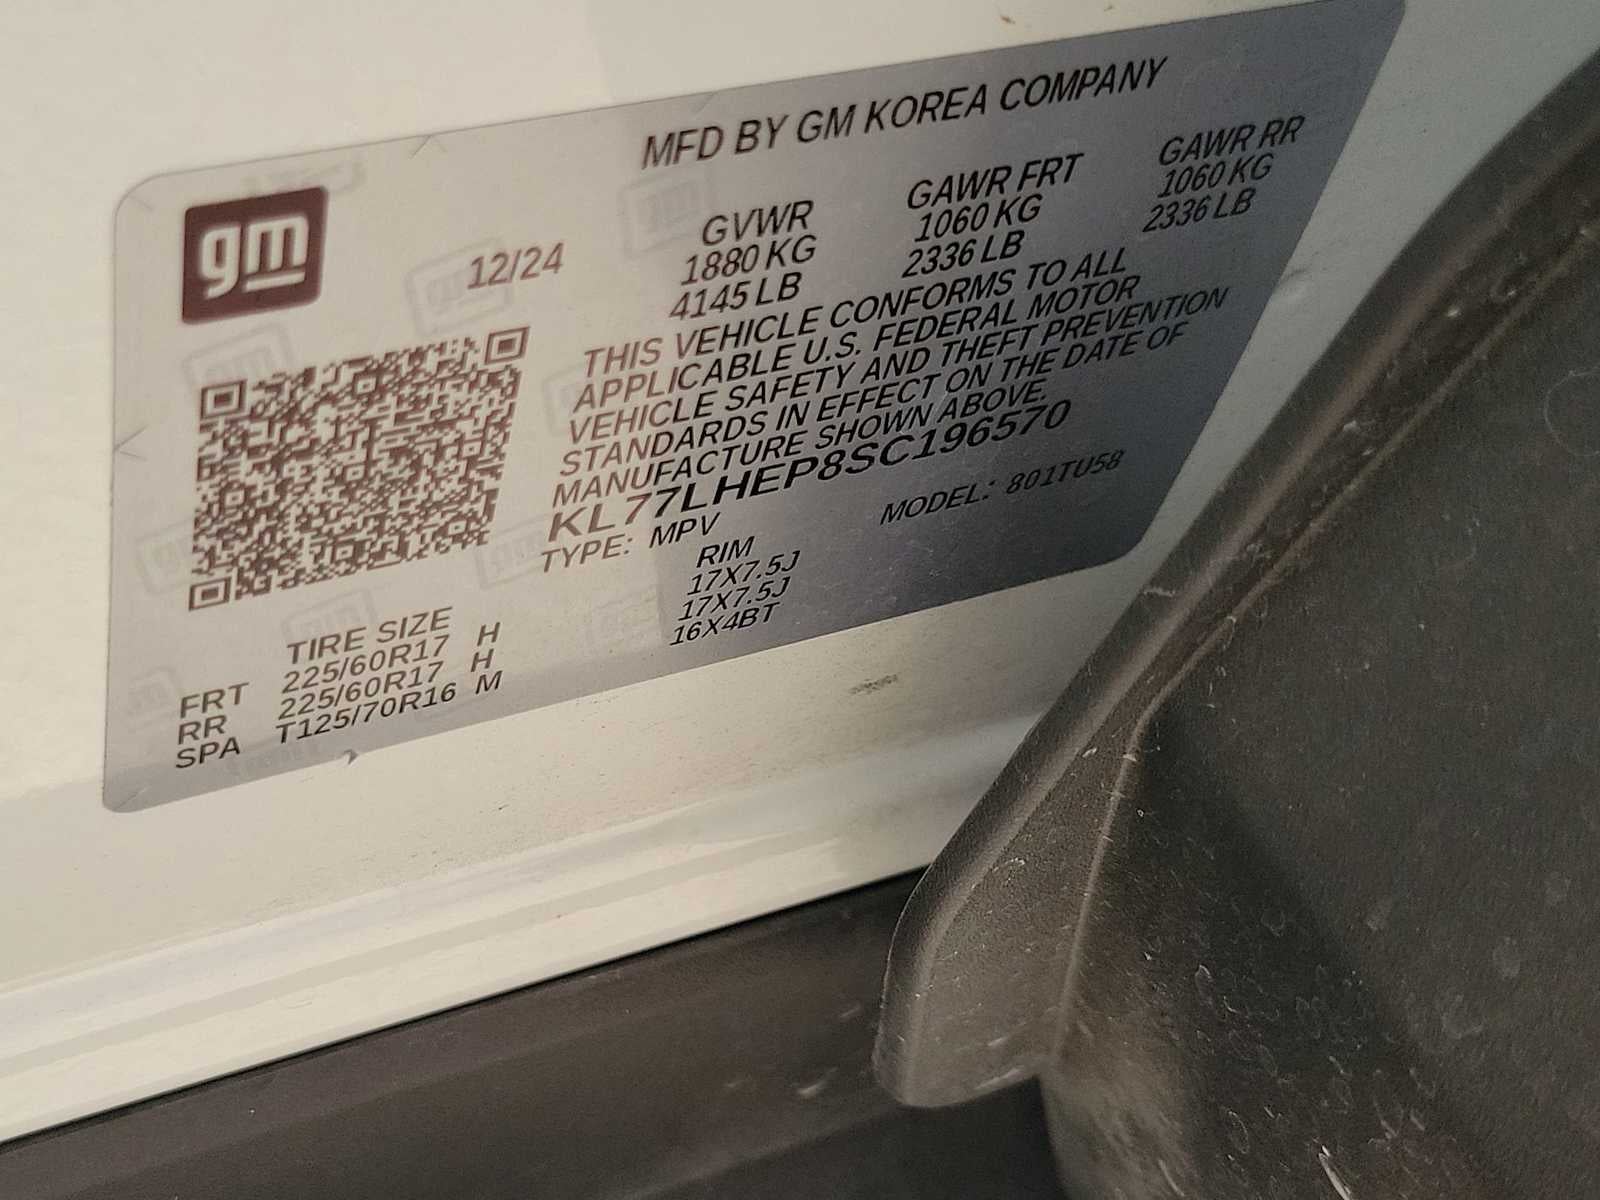 MFD BY GM KOREA COMPANY
gm
12/24
GVWR GAWR FRT GAWR RR
1880 KG 1060 KG 1060 KG
4145 LB 2336 LB 2336 LB
THIS VEHICLE CONFORMS TO ALL
APPLICABLE U.S. FEDERAL MOTOR
VEHICLE SAFETY AND THEFT PREVENTION
STANDARDS IN EFFECT ON THE DATE OF
MANUFACTURE SHOWN ABOVE.
KL77LHEP8SC196570
TYPE: MPV MODEL: 801TU58
TIRE SIZE RIM
FRT 225/60R17 H 17X7.5J
RR 225/60R17 H 17X7.5J
SPA T125/70R16 M 16X4BT